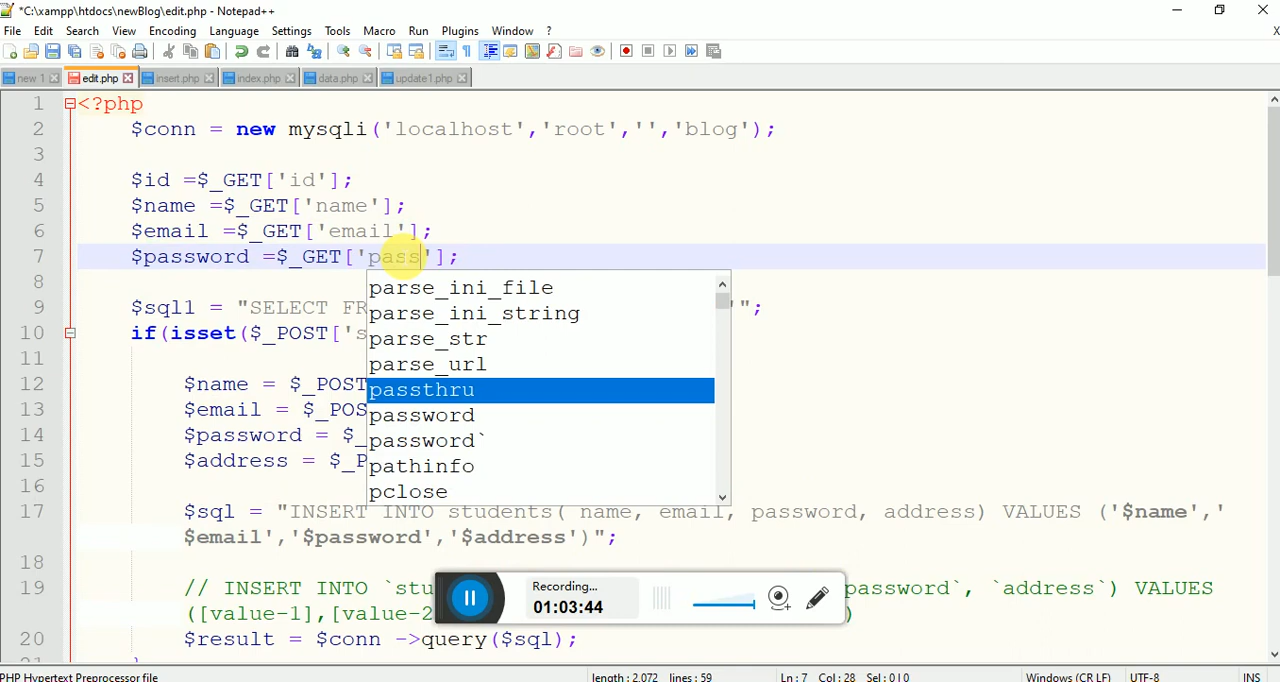 *C:\xampp\htdocs\newBlog\edit.php - Notepad++
File Edit Search View Encoding Language Settings Tools Macro Run Plugins Window ? X
new 1 edit.php insert.php index.php data.php update1.php
1 <?php
2 $conn = new mysqli('localhost','root','','blog');
3
4 $id =$_GET['id'];
5 $name =$_GET['name'];
6 $email =$_GET['email'];
7 $password =$_GET['pass'];
8
parse_ini_file
9 $sql1 = "SELECT FR ";
parse_ini_string
10 if(isset($_POST['s
parse_str
11
parse_url
12 $name = $_POST
passthru
13 $email = $_POS
password
14 $password = $_
password`
15 $address = $_P
pathinfo
16
pclose
17 $sql = "INSERT INTO students( name, email, password, address) VALUES ('$name','
$email','$password','$address')";
18
19 // INSERT INTO `stu password`, `address`) VALUES
([value-1],[value-2 )
20 $result = $conn ->query($sql);
21 }
Recording...
01:03:44
PHP Hypertext Preprocessor file length : 2,072 lines : 59 Ln : 7 Col : 28 Sel : 0 | 0 Windows (CR LF) UTF-8 INS